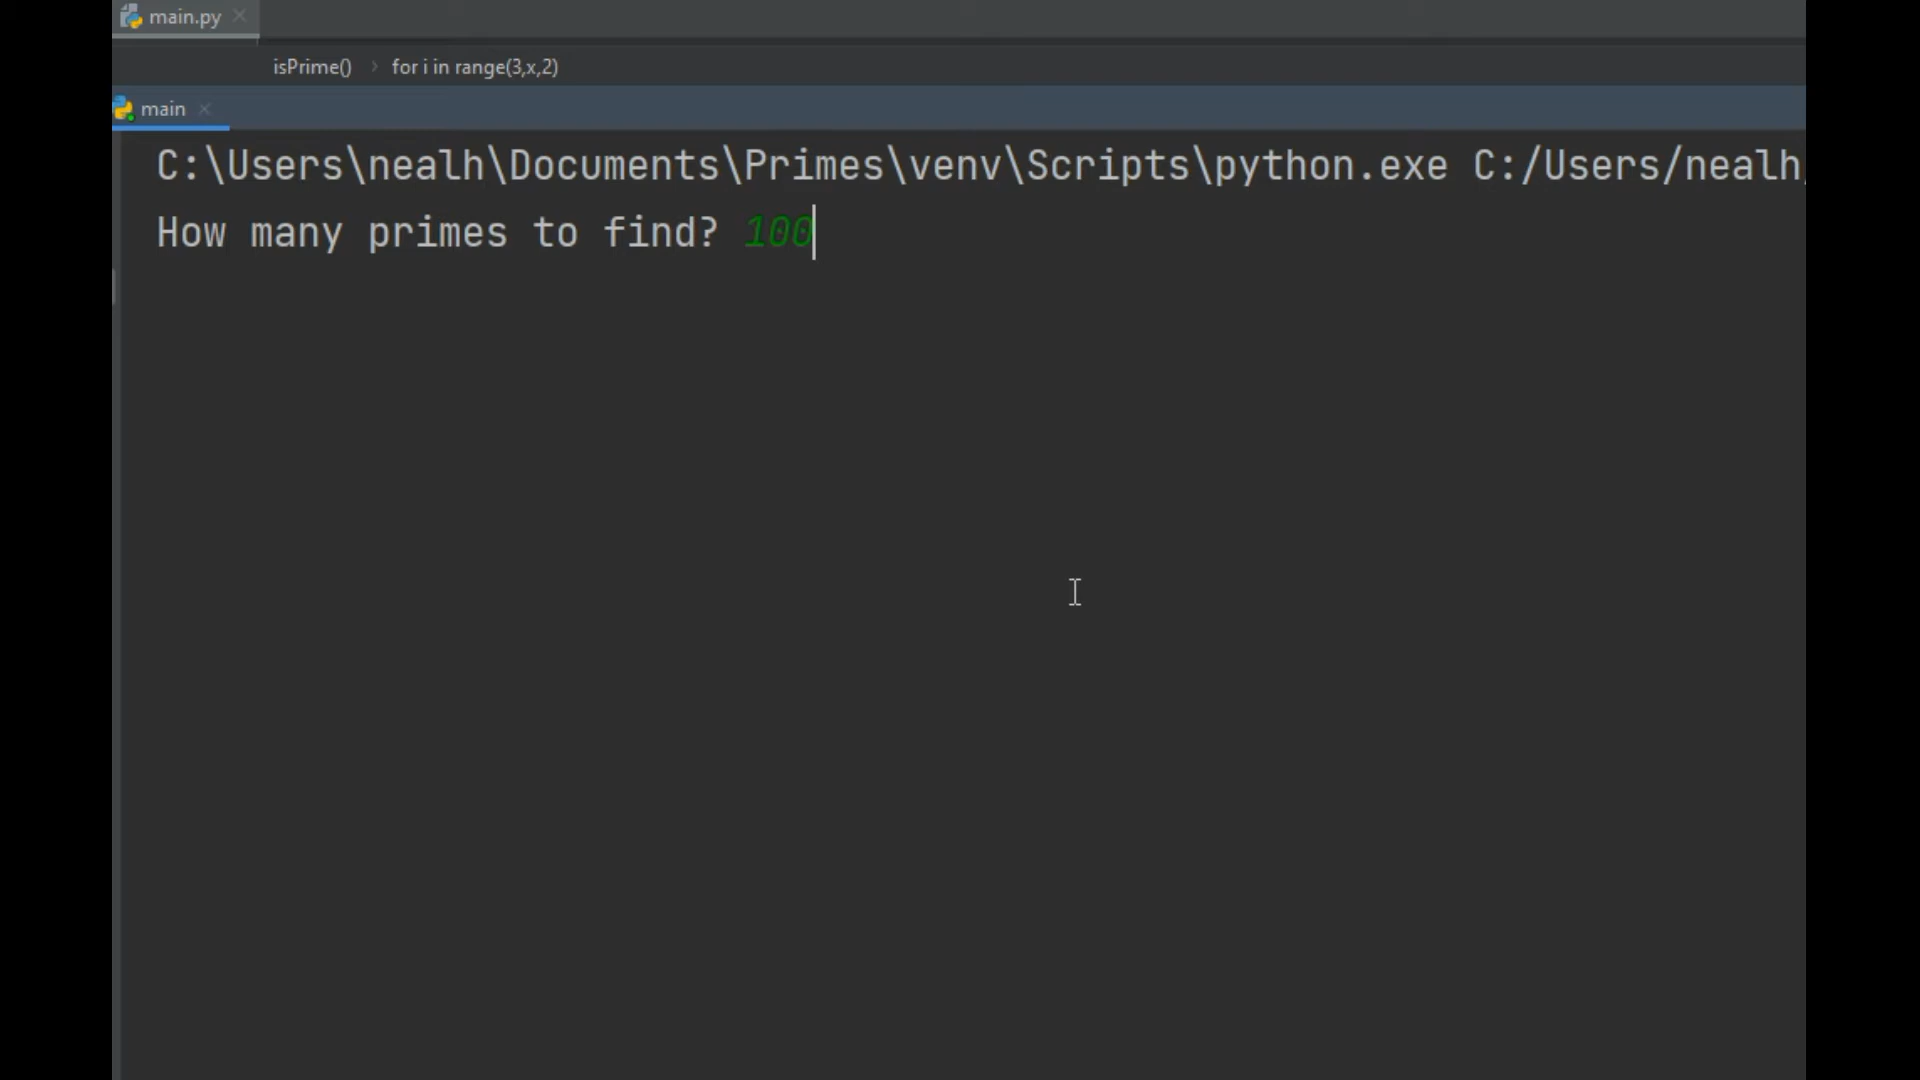 main.py
isPrime() › for i in range(3,x,2)
main
C:\Users\nealh\Documents\Primes\venv\Scripts\python.exe C:/Users/nealh/
How many primes to find? 100